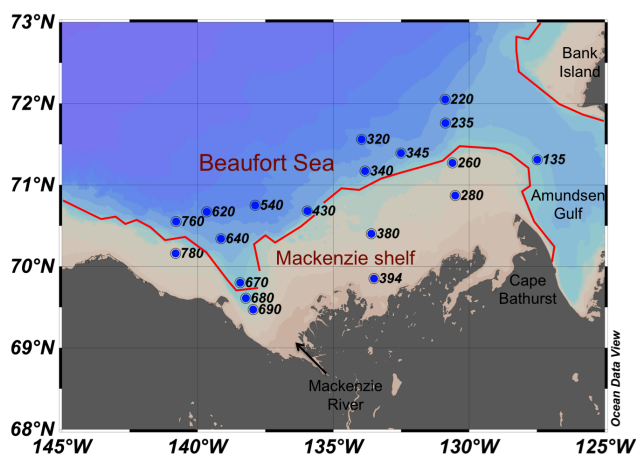 73°N
Bank
Island
72°N
220
235
320
345
Beaufort Sea
260
135
340
71°N
280
Amundsen
Gulf
540
620
430
760
640
380
780
Mackenzie shelf
70°N
394
Cape
Bathurst
670
680
690
69°N
Mackenzie
River
Ocean Data View
68°N
145°W
140°W
135°W
130°W
125°W